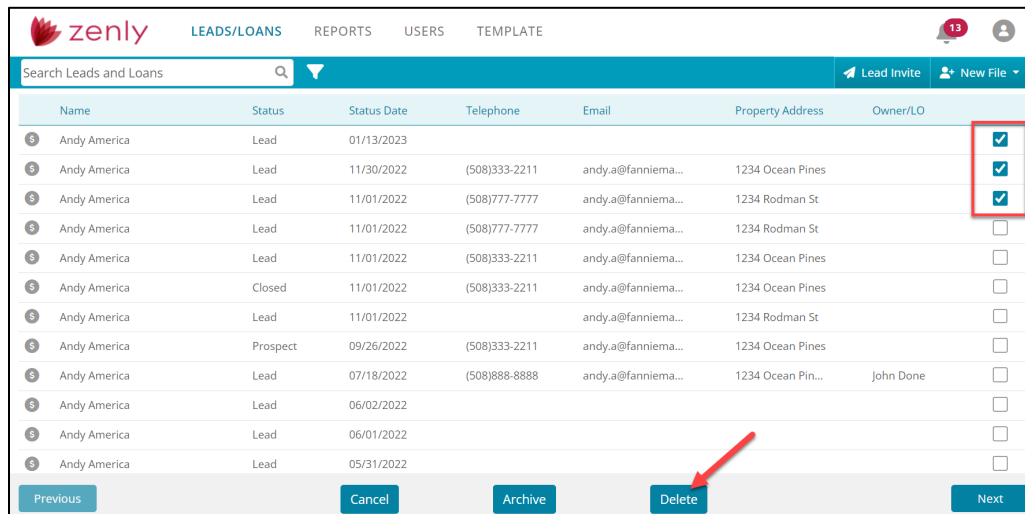 zenly LEADS/LOANS REPORTS USERS TEMPLATE 13
Search Leads and Loans Lead Invite New File
Name Status Status Date Telephone Email Property Address Owner/LO
$ Andy America Lead 01/13/2023
$ Andy America Lead 11/30/2022 (508)333-2211 andy.a@fanniema... 1234 Ocean Pines
$ Andy America Lead 11/01/2022 (508)777-7777 andy.a@fanniema... 1234 Rodman St
$ Andy America Lead 11/01/2022 (508)777-7777 andy.a@fanniema... 1234 Rodman St
$ Andy America Lead 11/01/2022 (508)333-2211 andy.a@fanniema... 1234 Ocean Pines
$ Andy America Closed 11/01/2022 (508)333-2211 andy.a@fanniema... 1234 Ocean Pines
$ Andy America Lead 11/01/2022 andy.a@fanniema... 1234 Rodman St
$ Andy America Prospect 09/26/2022 (508)333-2211 andy.a@fanniema... 1234 Ocean Pines
$ Andy America Lead 07/18/2022 (508)888-8888 andy.a@fanniema... 1234 Ocean Pin... John Done
$ Andy America Lead 06/02/2022
$ Andy America Lead 06/01/2022
$ Andy America Lead 05/31/2022
Previous Cancel Archive Delete Next